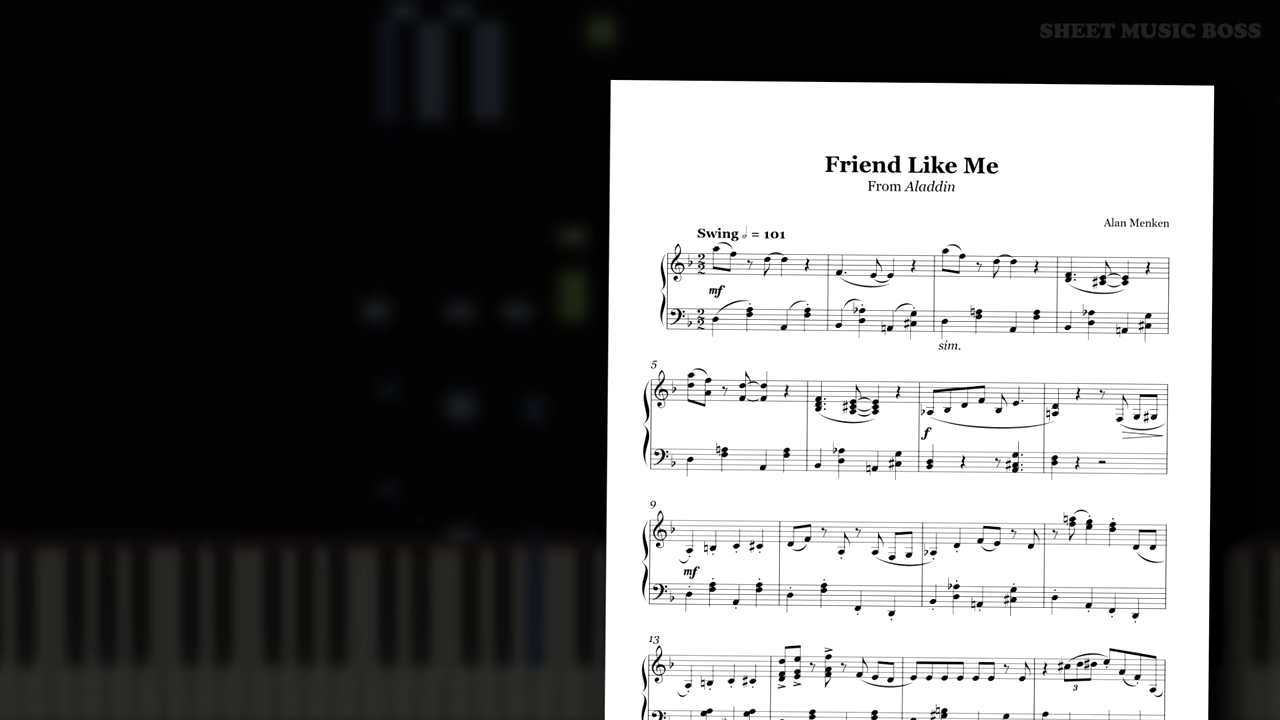 SHEET MUSIC BOSS
Friend Like Me
From Aladdin
Alan Menken
Swing 𝅗𝅥 = 101
mf
sim.
5
f
9
mf
13
3